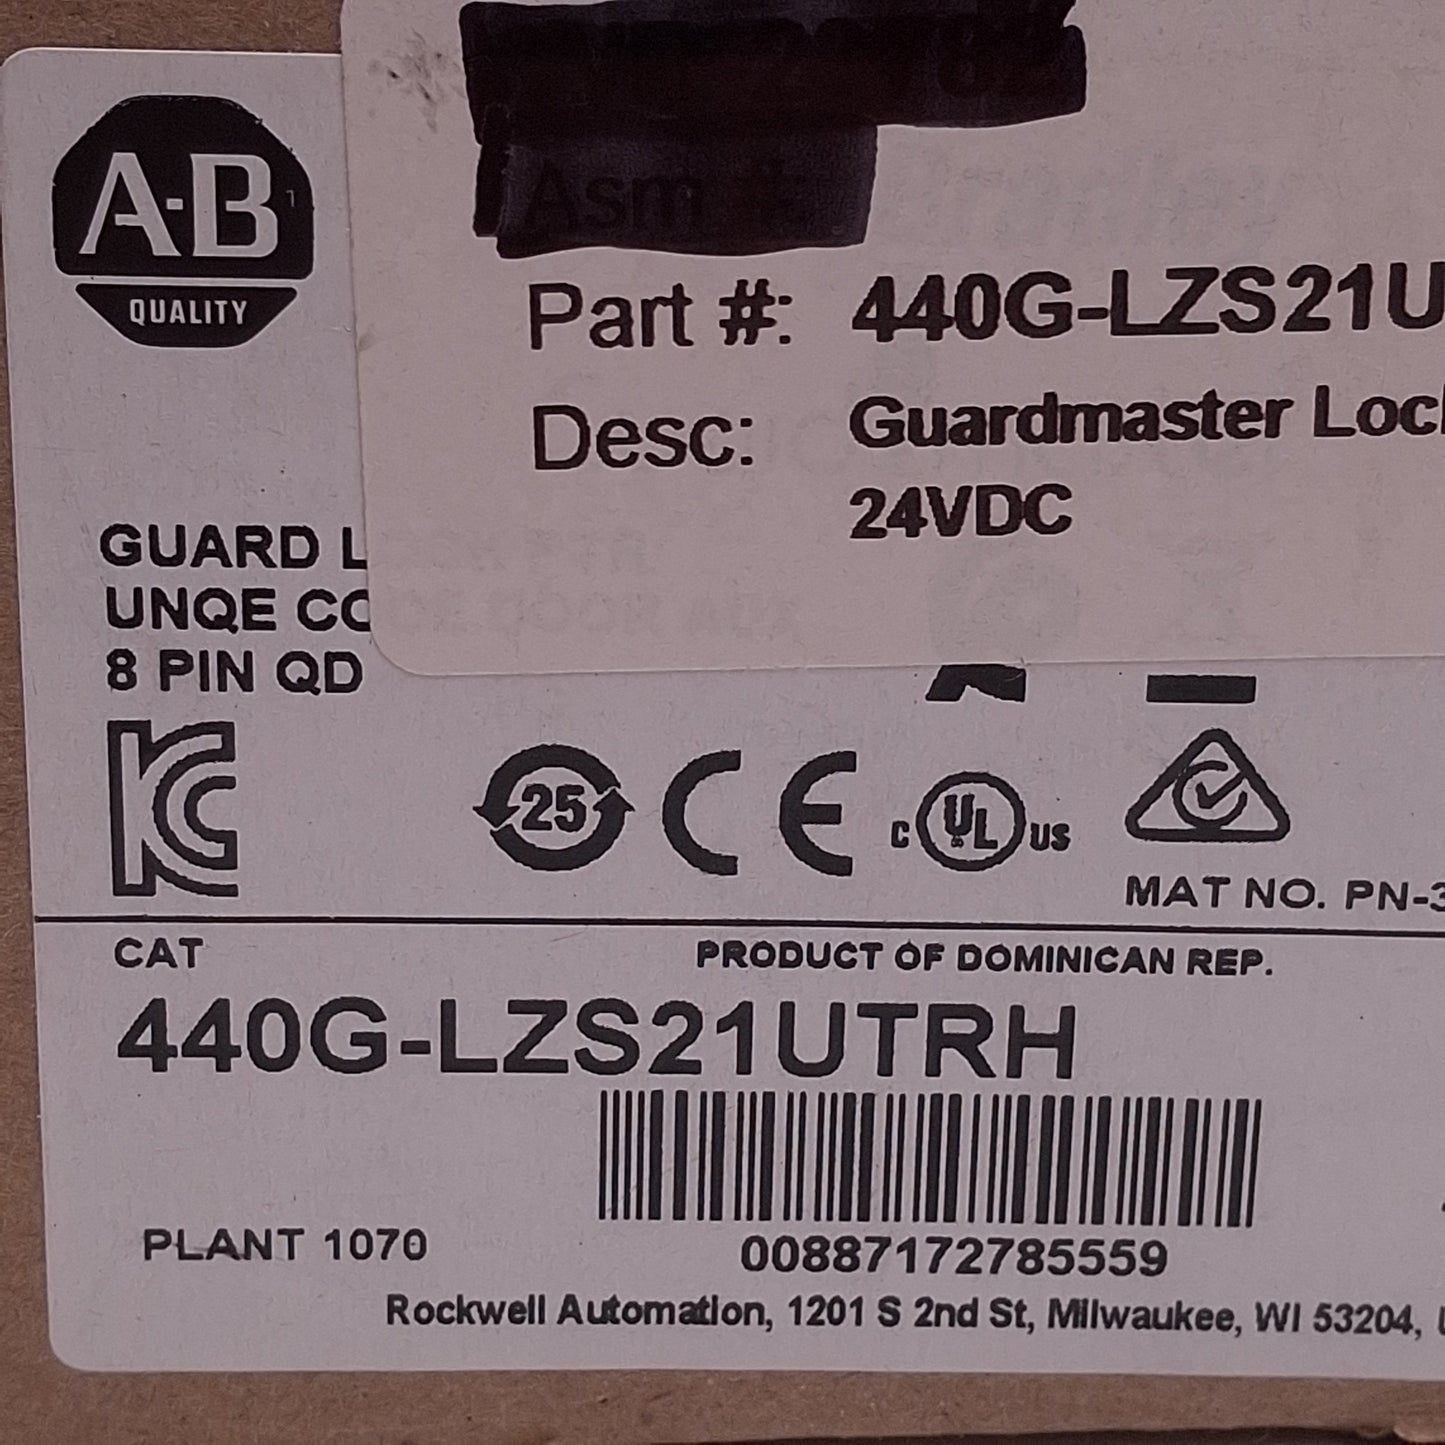 A-B
QUALITY
Part #: 440G-LZS21U
Desc: Guardmaster Loc
24VDC
GUARD L
UNQE CO
8 PIN QD
25
CE
C UL US
MAT NO. PN-3
CAT
PRODUCT OF DOMINICAN REP.
440G-LZS21UTRH
PLANT 1070
00887172785559
Rockwell Automation, 1201 S 2nd St, Milwaukee, WI 53204,